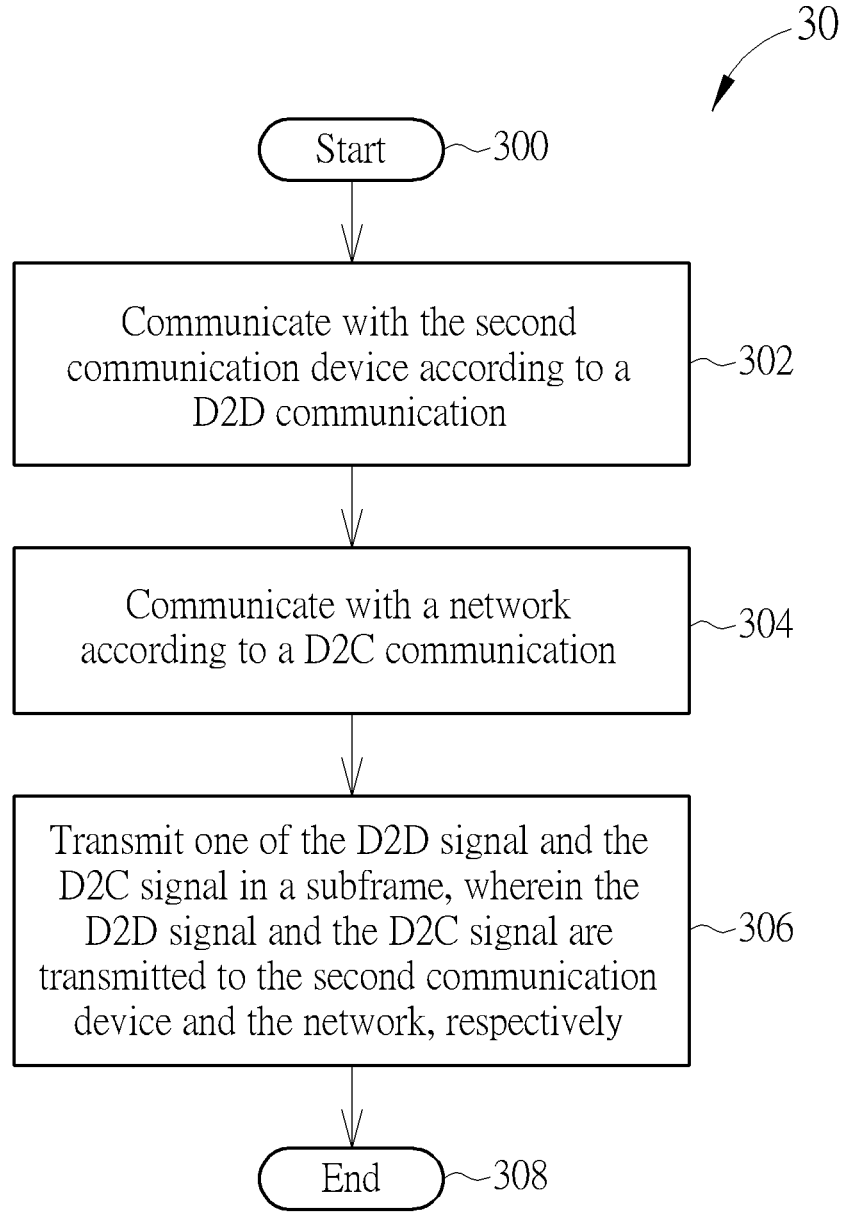 30
Start
300
Communicate with the second
communication device according to a
D2D communication
302
Communicate with a network
according to a D2C communication
304
Transmit one of the D2D signal and the
D2C signal in a subframe, wherein the
D2D signal and the D2C signal are
transmitted to the second communication
device and the network, respectively
306
End
308